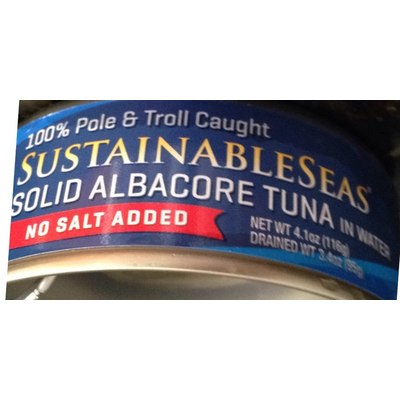 100% Pole & Troll Caught
SUSTAINABLESEAS®
SOLID ALBACORE TUNA IN WATER
NO SALT ADDED
NET WT 4.1oz (116g)
DRAINED WT 3.4oz (95g)